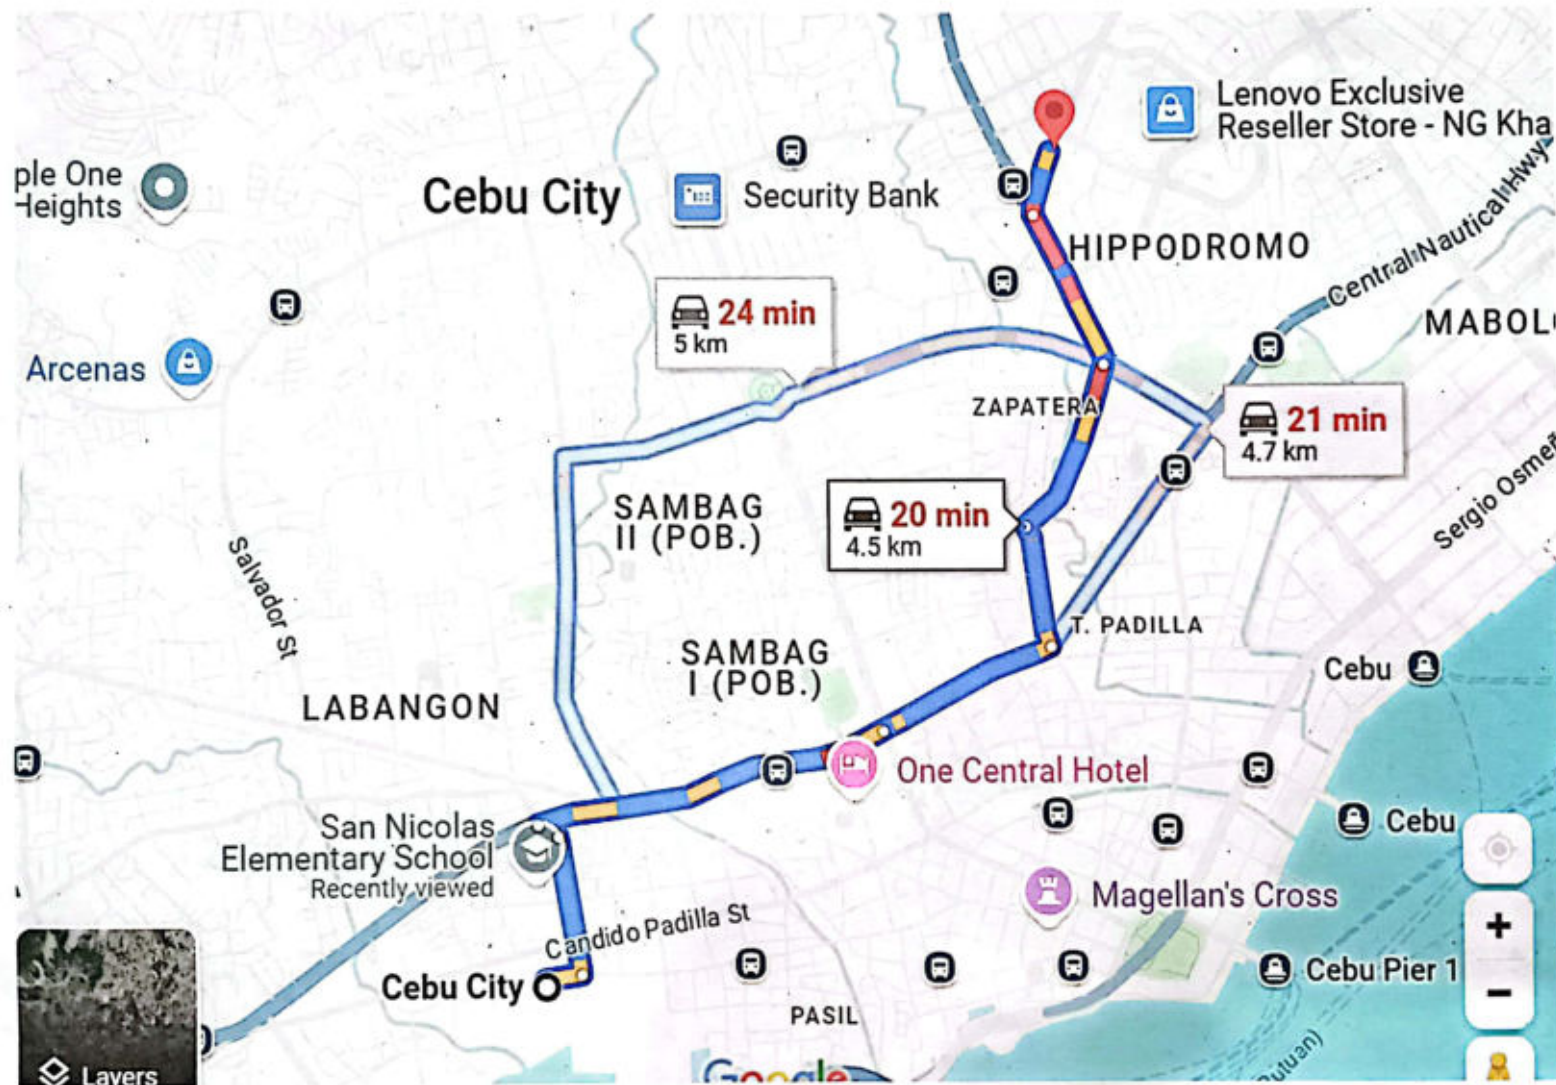 Lenovo Exclusive
Reseller Store - NG Kha
ple One
Heights
Cebu City
Security Bank
HIPPODROMO
Central Nautical Hwy
MABOL
24 min
5 km
Arcenas
ZAPATERA
21 min
4.7 km
SAMBAG
II (POB.)
20 min
4.5 km
Sergio Osmeñ
Salvador St
T. PADILLA
SAMBAG
I (POB.)
Cebu
LABANGON
One Central Hotel
San Nicolas
Elementary School
Recently viewed
Cebu
Magellan's Cross
Candido Padilla St
Cebu City
Cebu Pier 1
PASIL
utuan)
Layers
Google